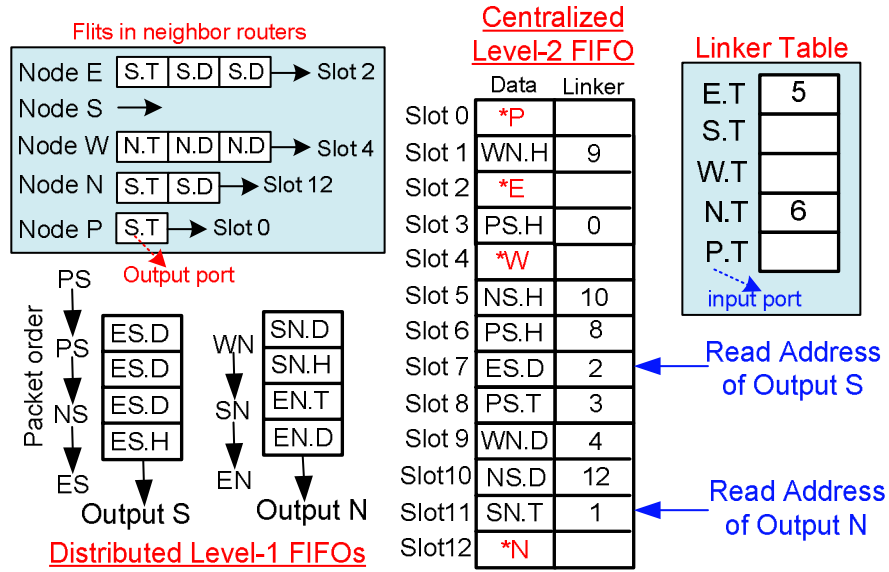 Flits in neighbor routers
Node E S.T S.D S.D Slot 2
Node S
Node W N.T N.D N.D Slot 4
Node N S.T S.D Slot 12
Node P S.T Slot 0
Output port
Packet order
PS
PS
NS
ES
ES.D
ES.D
ES.D
ES.H
Output S
WN
SN
EN
SN.D
SN.H
EN.T
EN.D
Output N
Distributed Level-1 FIFOs
Centralized
Level-2 FIFO
Data Linker
Slot 0 *P
Slot 1 WN.H 9
Slot 2 *E
Slot 3 PS.H 0
Slot 4 *W
Slot 5 NS.H 10
Slot 6 PS.H 8
Slot 7 ES.D 2
Slot 8 PS.T 3
Slot 9 WN.D 4
Slot10 NS.D 12
Slot11 SN.T 1
Slot12 *N
Linker Table
E.T 5
S.T
W.T
N.T 6
P.T
input port
Read Address
of Output S
Read Address
of Output N